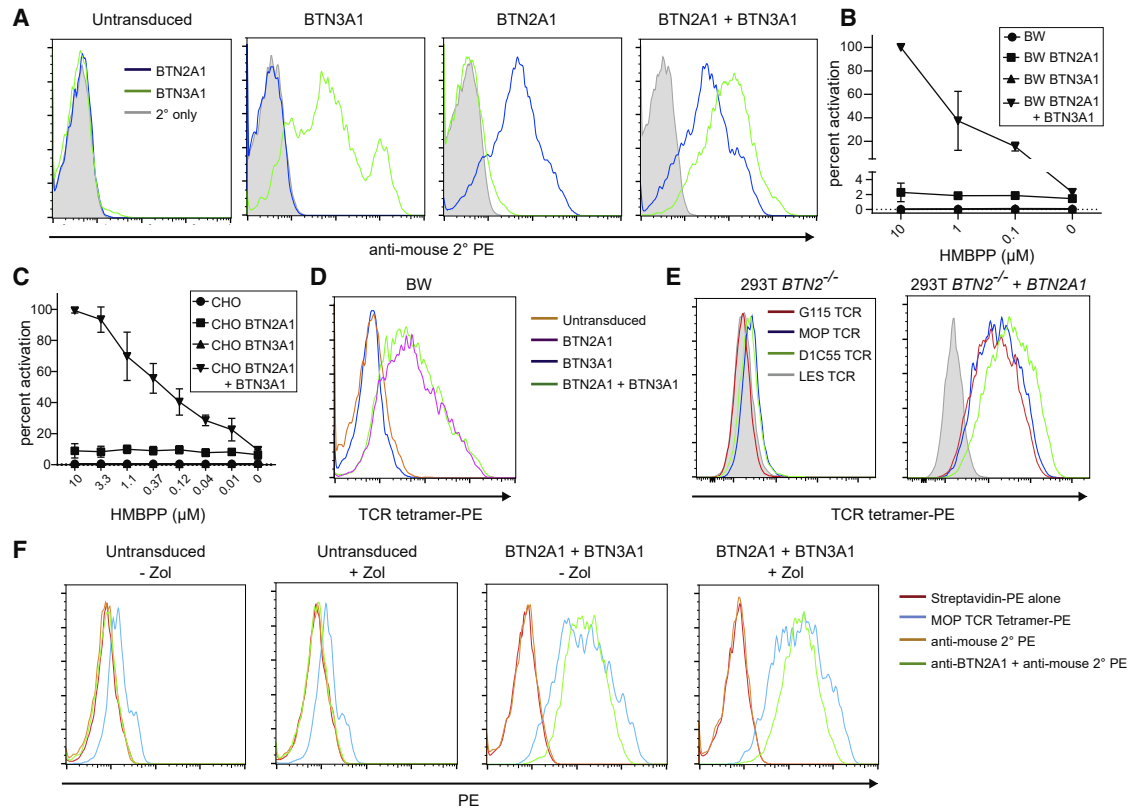 A
Untransduced
BTN3A1
BTN2A1
BTN2A1 + BTN3A1
BTN2A1
BTN3A1
2° only
anti-mouse 2° PE
B
percent activation
100
80
60
40
20
4
2
0
10
1
0.1
0
HMBPP (µM)
BW
BW BTN2A1
BW BTN3A1
BW BTN2A1
+ BTN3A1
C
percent activation
100
80
60
40
20
0
10
3.3
1.1
0.37
0.12
0.04
0.01
0
HMBPP (µM)
CHO
CHO BTN2A1
CHO BTN3A1
CHO BTN2A1
+ BTN3A1
D
BW
Untransduced
BTN2A1
BTN3A1
BTN2A1 + BTN3A1
TCR tetramer-PE
E
293T BTN2-/-
293T BTN2-/- + BTN2A1
G115 TCR
MOP TCR
D1C55 TCR
LES TCR
TCR tetramer-PE
F
Untransduced
- Zol
Untransduced
+ Zol
BTN2A1 + BTN3A1
- Zol
BTN2A1 + BTN3A1
+ Zol
Streptavidin-PE alone
MOP TCR Tetramer-PE
anti-mouse 2° PE
anti-BTN2A1 + anti-mouse 2° PE
PE